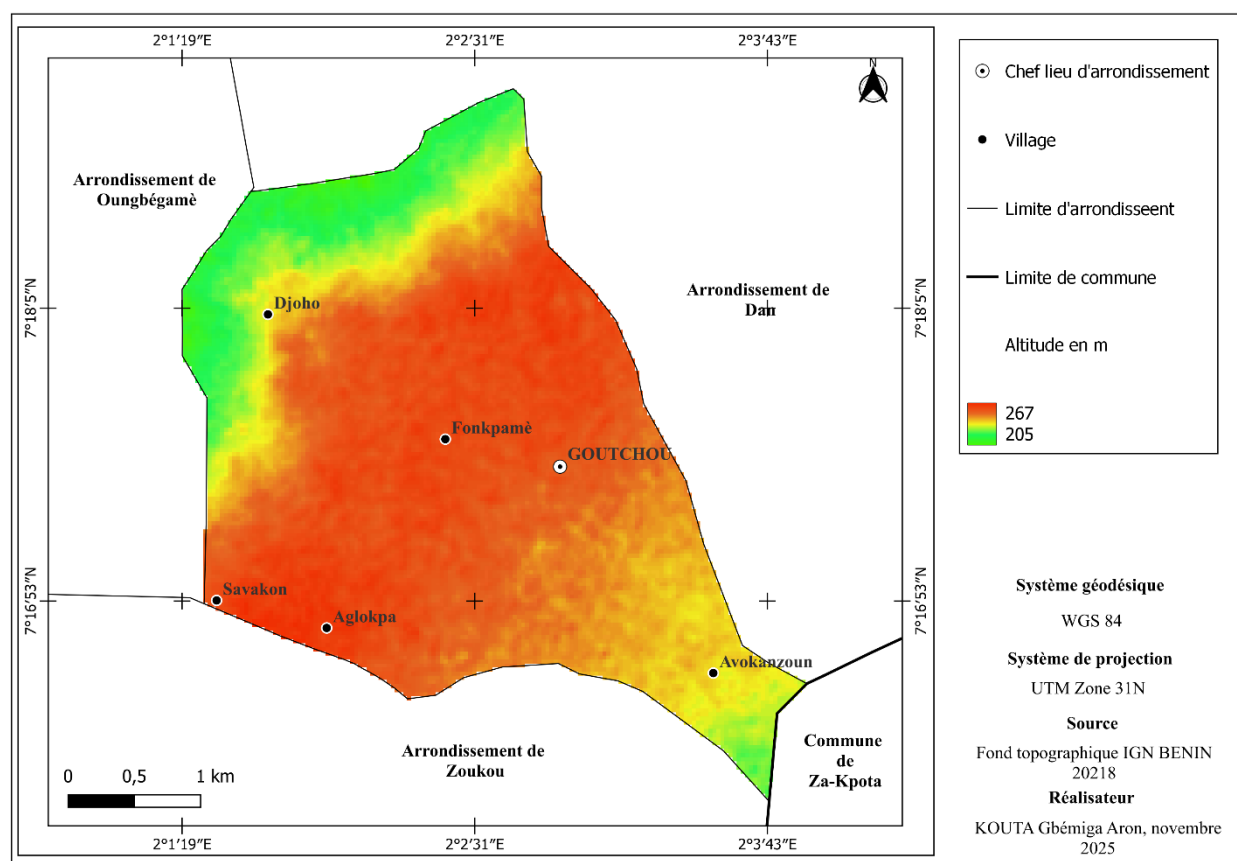 2°1′19″E 2°2′31″E 2°3′43″E
N
Arrondissement de
Oungbégamè
Arrondissement de
Dan
7°18′5″N 7°18′5″N
Djoho
Fonkpamè
GOUTCHOU
7°16′53″N 7°16′53″N
Savakon
Aglokpa
Avokanzoun
Arrondissement de
Zoukou
Commune
de
Za-Kpota
0 0,5 1 km
2°1′19″E 2°2′31″E 2°3′43″E
Chef lieu d'arrondissement
Village
Limite d'arrondisseent
Limite de commune
Altitude en m
267
205
Système géodésique
WGS 84
Système de projection
UTM Zone 31N
Source
Fond topographique IGN BENIN
20218
Réalisateur
KOUTA Gbémiga Aron, novembre
2025